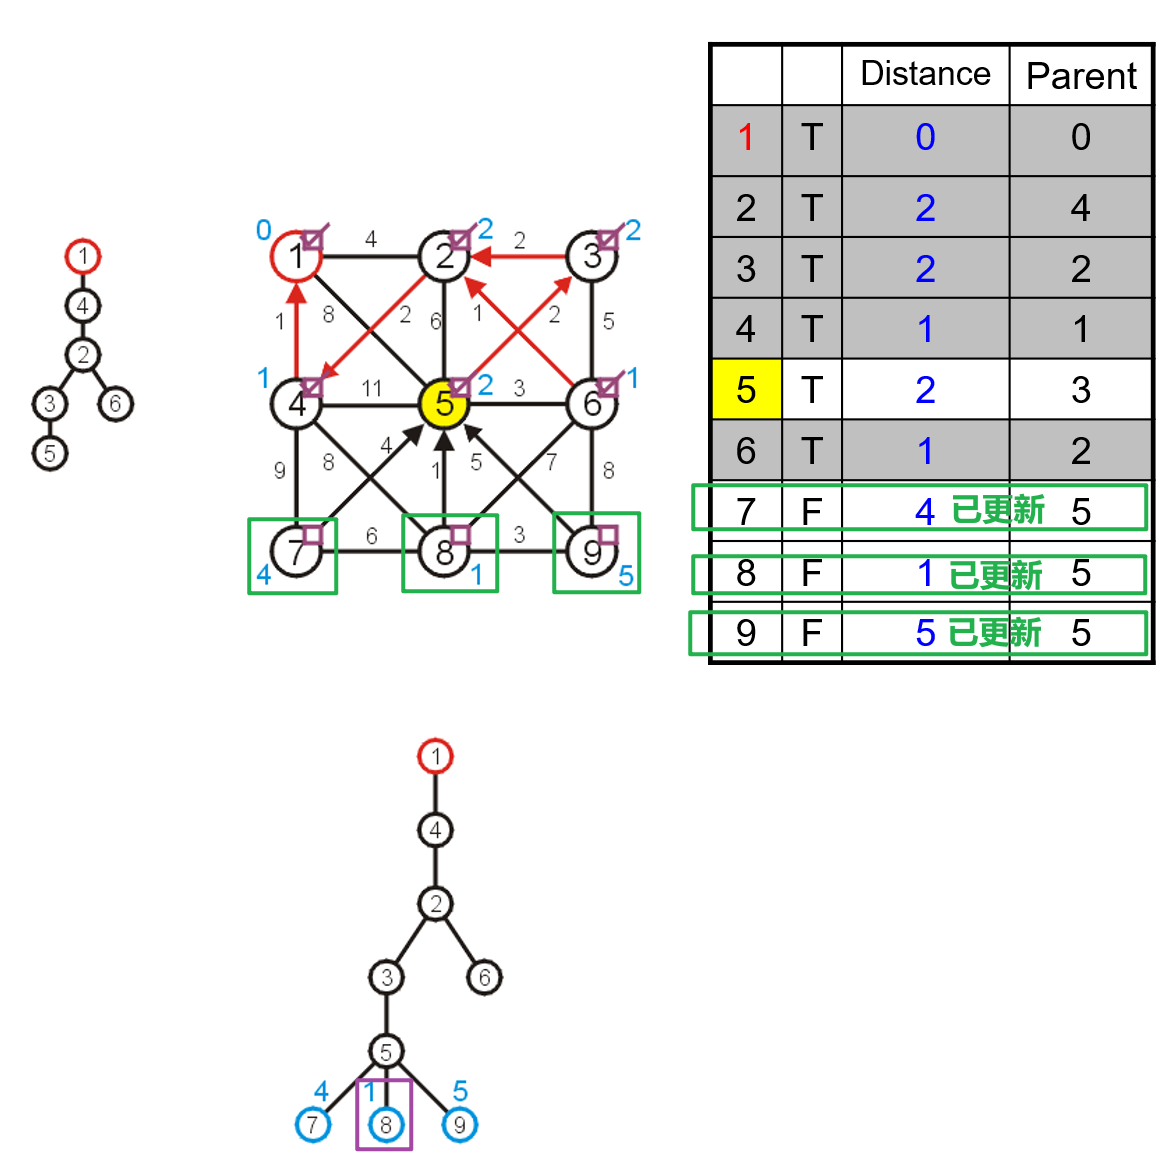 Distance Parent
1 T 0 0
2 T 2 4
3 T 2 2
4 T 1 1
5 T 2 3
6 T 1 2
7 F 4 已更新 5
8 F 1 已更新 5
9 F 5 已更新 5
1
4
2
3 6
5
0 2 2
1 4 2 2 3
1 8 2 6 1 2 5
1 2 1
4 11 5 3 6
9 8 4 1 5 7 8
7 6 8 3 9
4 1 5
1
4
2
3 6
5
4 1 5
7 8 9